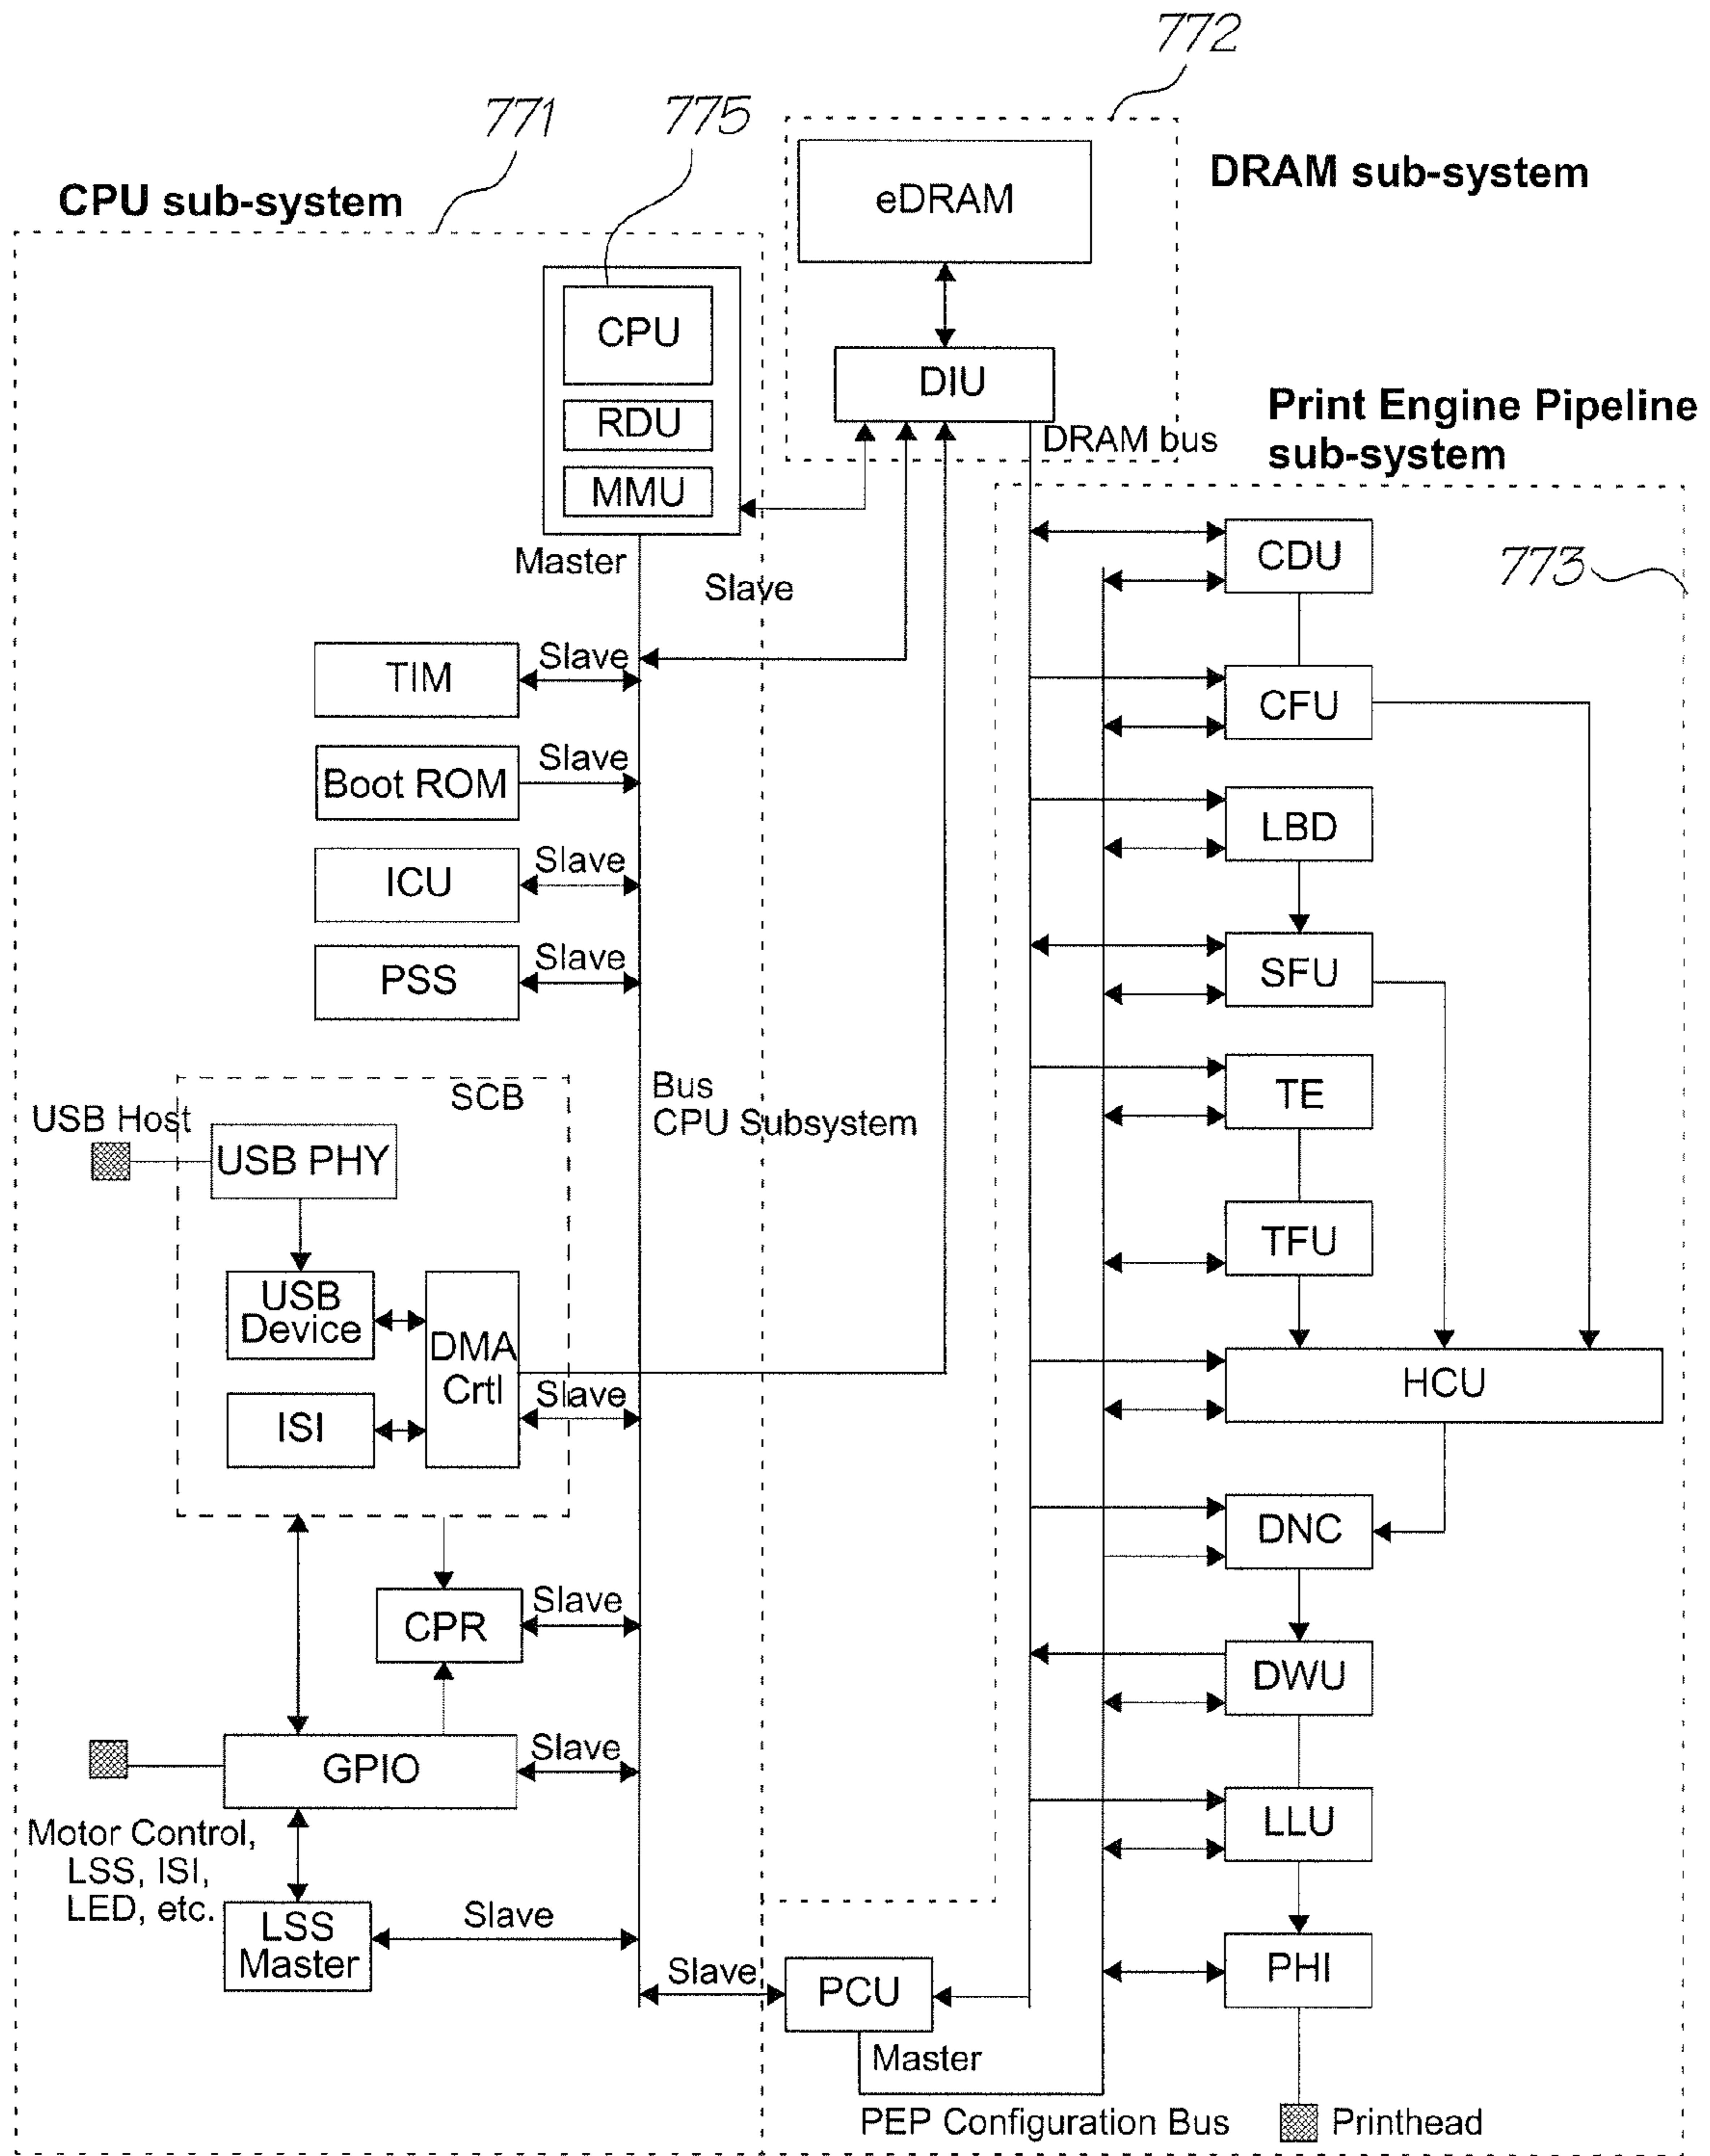 772
771
775
DRAM sub-system
CPU sub-system
eDRAM
CPU
DIU
RDU
Print Engine Pipeline
sub-system
DRAM bus
MMU
Master
Slave
CDU
773
TIM
Slave
CFU
Boot ROM
Slave
LBD
ICU
Slave
PSS
Slave
SFU
SCB
Bus
CPU Subsystem
TE
USB Host
USB PHY
TFU
USB
Device
DMA
Crtl
Slave
HCU
ISI
DNC
CPR
Slave
DWU
GPIO
Slave
Motor Control,
LSS, ISI,
LED, etc.
LLU
LSS
Master
Slave
Slave
PCU
PHI
Master
PEP Configuration Bus
Printhead